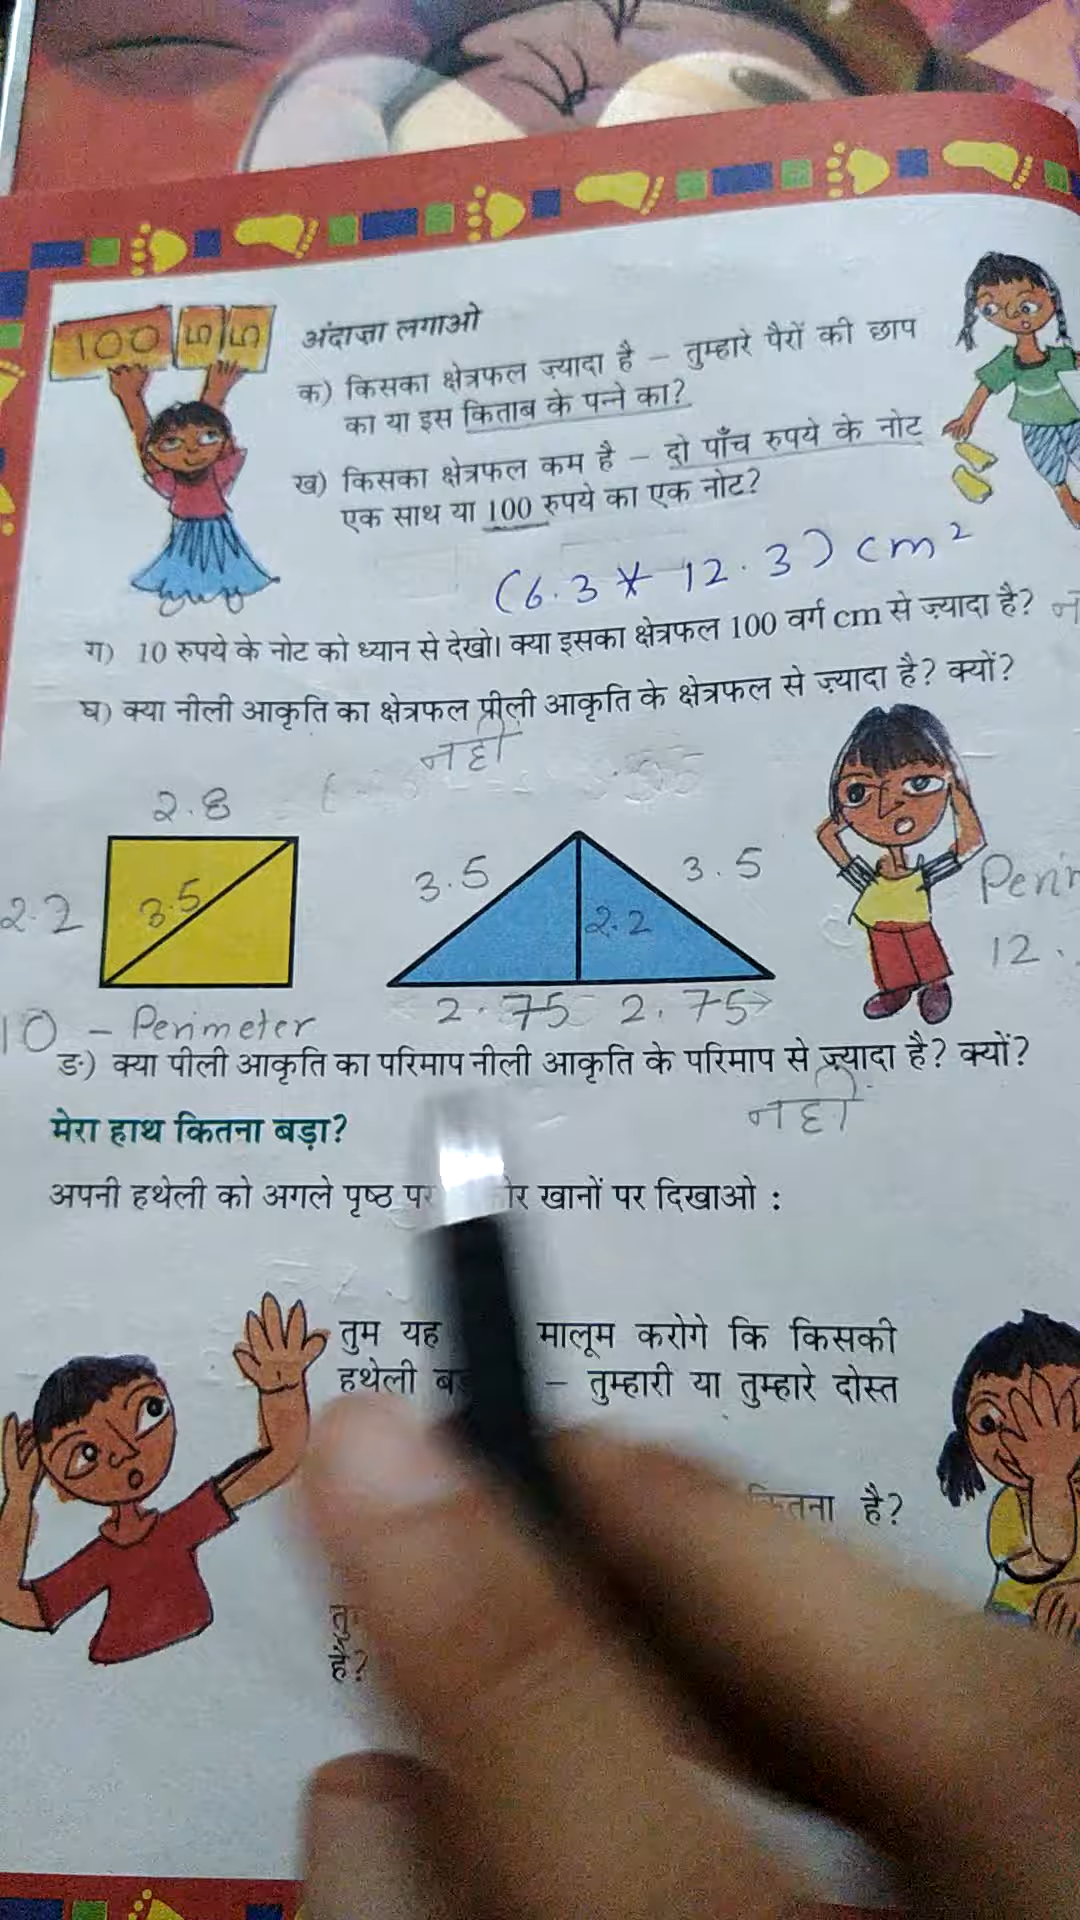 100 5 5
अंदाज़ा लगाओ
क) किसका क्षेत्रफल ज़्यादा है – तुम्हारे पैरों की छाप
का या इस किताब के पन्ने का?
ख) किसका क्षेत्रफल कम है – दो पाँच रुपये के नोट
एक साथ या 100 रुपये का एक नोट?
(6.3 * 12.3) cm²
ग) 10 रुपये के नोट को ध्यान से देखो। क्या इसका क्षेत्रफल 100 वर्ग cm से ज़्यादा है?
घ) क्या नीली आकृति का क्षेत्रफल पीली आकृति के क्षेत्रफल से ज़्यादा है? क्यों?
नहीं
2.8
3.5 3.5
2.2 3.5 2.2
12.
2.75 2.75
10 – Perimeter
ङ) क्या पीली आकृति का परिमाप नीली आकृति के परिमाप से ज़्यादा है? क्यों?
नहीं
मेरा हाथ कितना बड़ा?
अपनी हथेली को अगले पृष्ठ पर खानों पर दिखाओ :
तुम यह मालूम करोगे कि किसकी
हथेली – तुम्हारी या तुम्हारे दोस्त
है?
है?